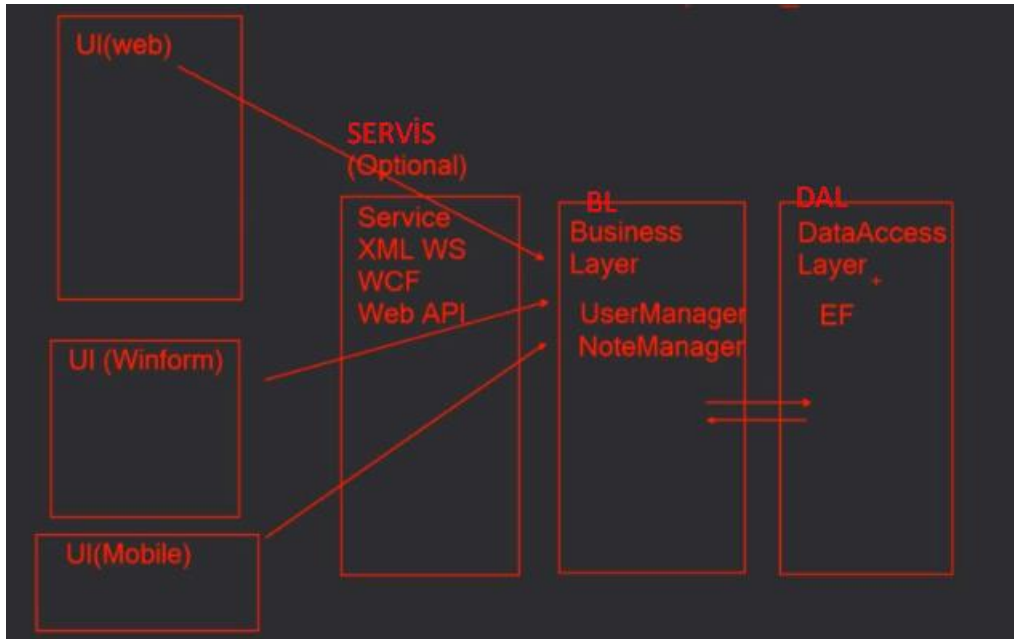 UI(web)
SERVİS
(Optional)
Service
XML WS
WCF
Web API
BL
Business
Layer
UserManager
NoteManager
DAL
DataAccess
Layer
EF
UI (Winform)
UI(Mobile)